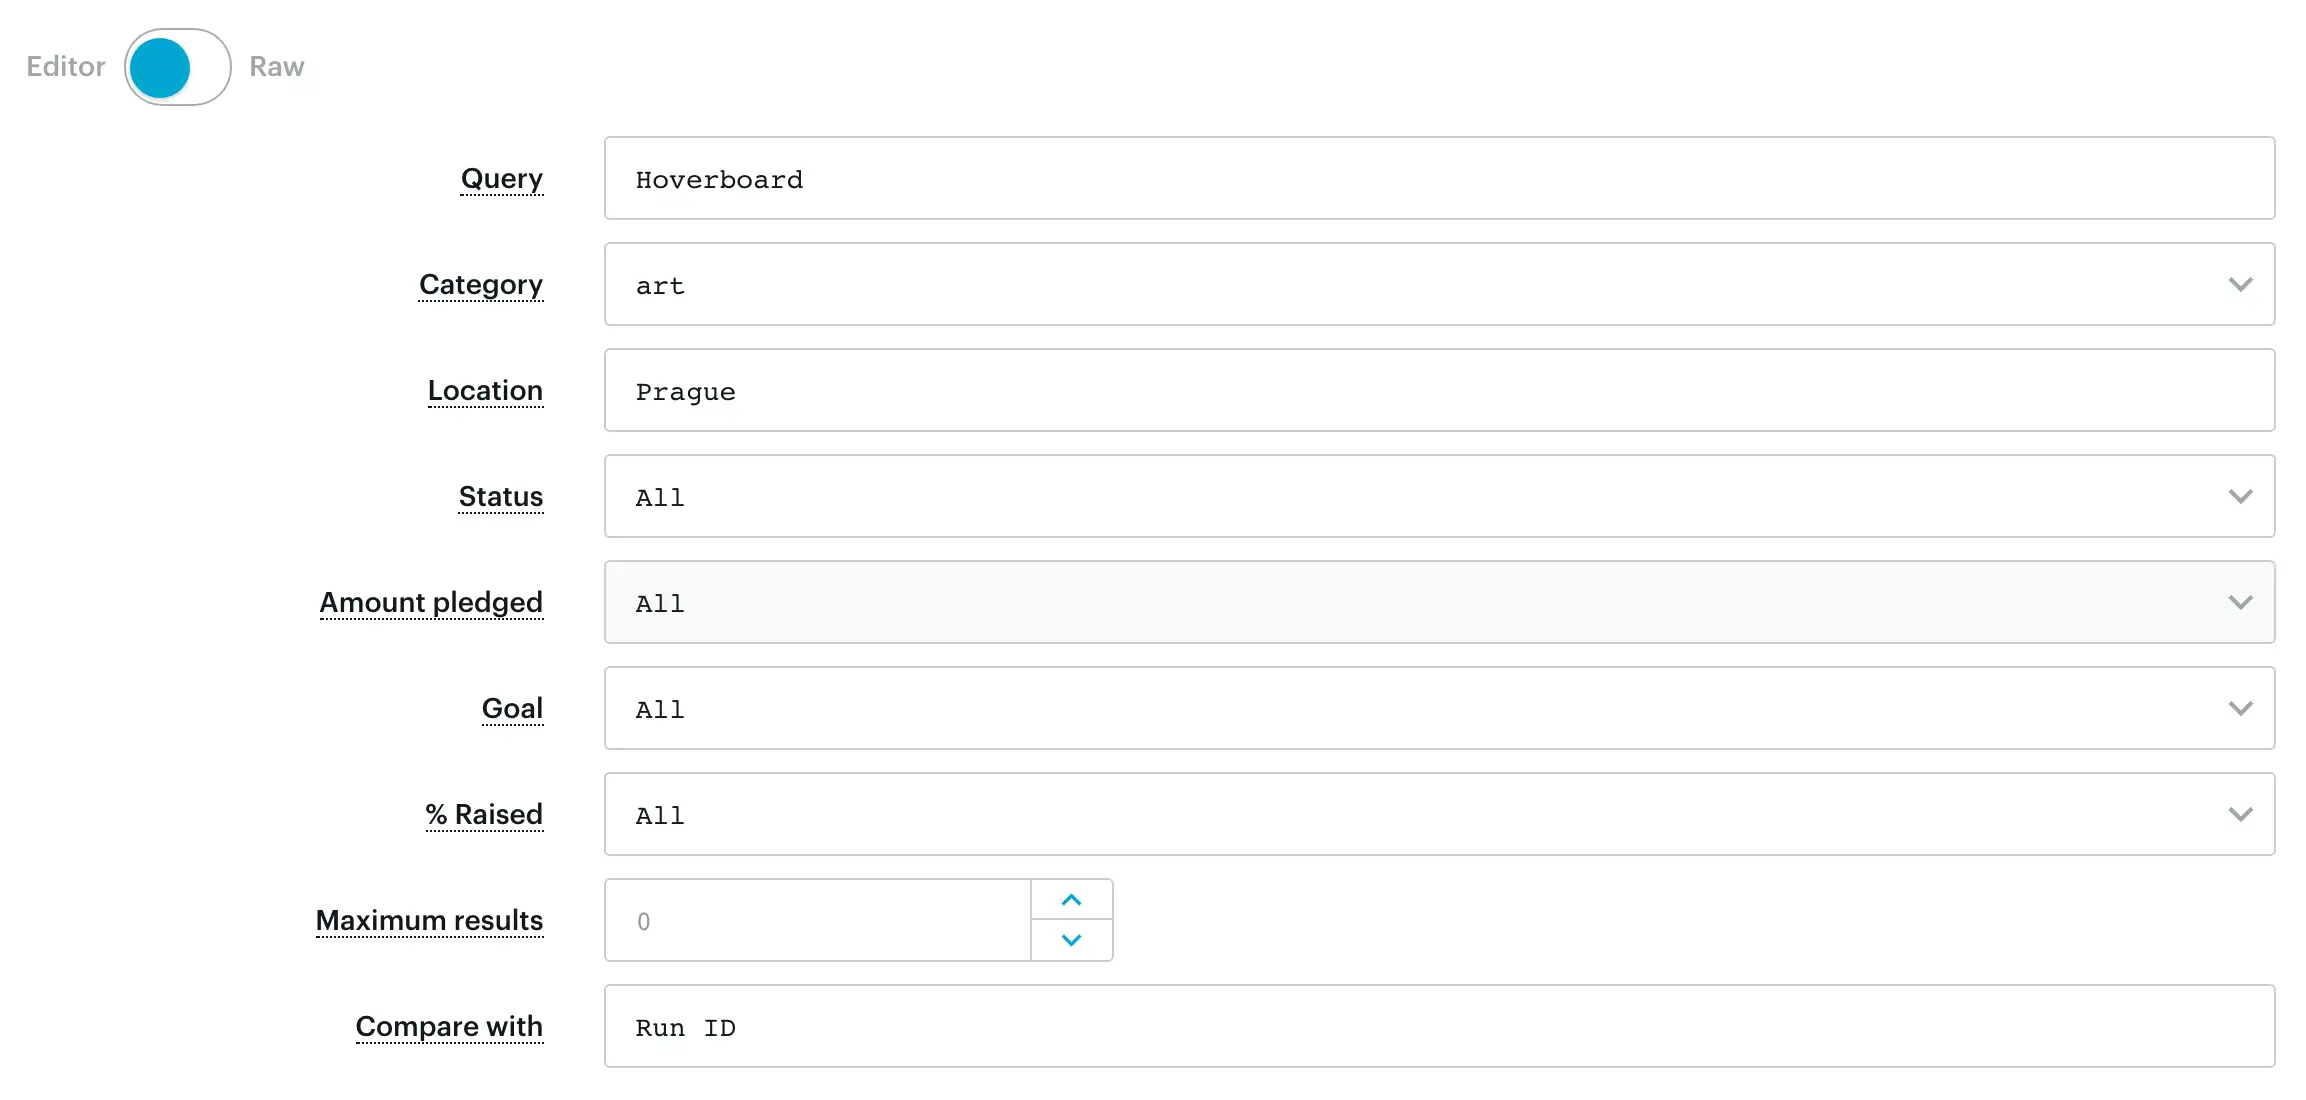 Editor Raw
Query Hoverboard
Category art
Location Prague
Status All
Amount pledged All
Goal All
% Raised All
Maximum results 0
Compare with Run ID